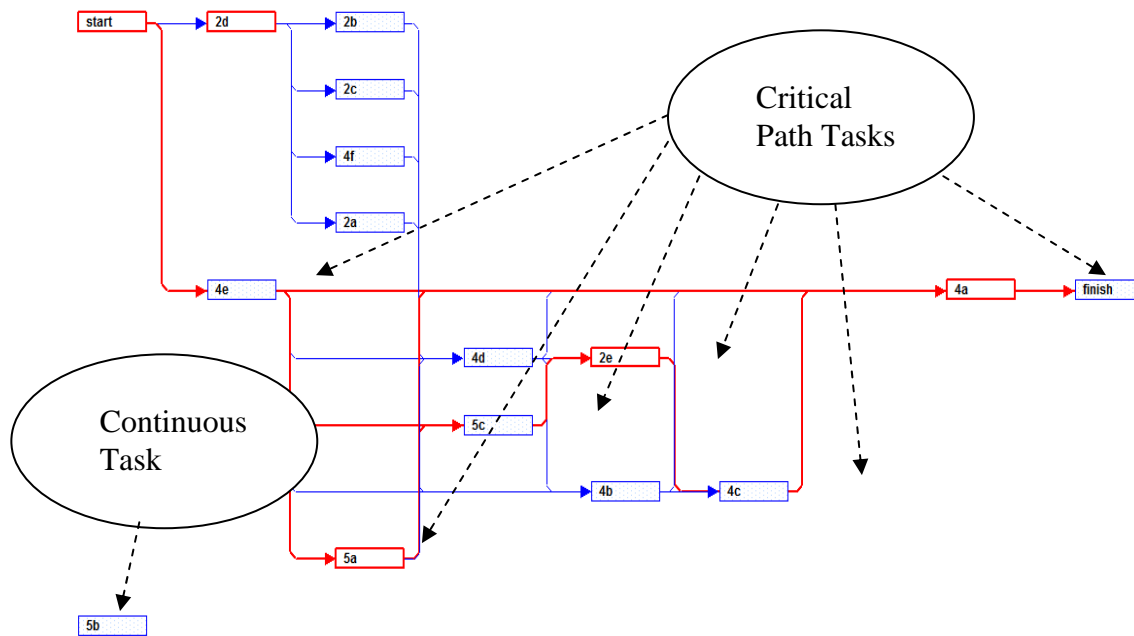 start
2d
2b
2c
4f
2a
Critical
Path Tasks
4e
4a
finish
4d
2e
Continuous
Task
5c
4b
4c
5a
5b